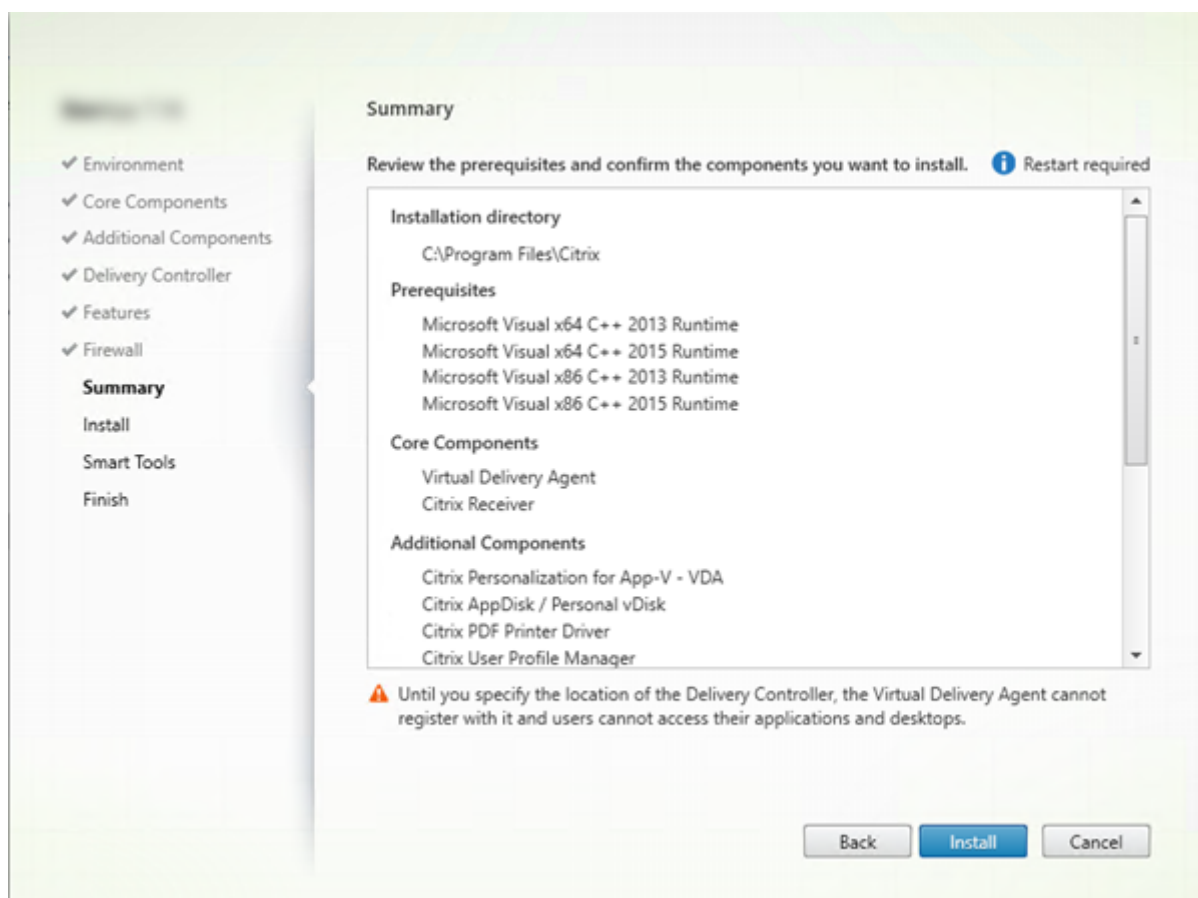 Summary
Environment
Core Components
Additional Components
Delivery Controller
Features
Firewall
Summary
Install
Smart Tools
Finish
Review the prerequisites and confirm the components you want to install.
Restart required
Installation directory
C:\Program Files\Citrix
Prerequisites
Microsoft Visual x64 C++ 2013 Runtime
Microsoft Visual x64 C++ 2015 Runtime
Microsoft Visual x86 C++ 2013 Runtime
Microsoft Visual x86 C++ 2015 Runtime
Core Components
Virtual Delivery Agent
Citrix Receiver
Additional Components
Citrix Personalization for App-V - VDA
Citrix AppDisk / Personal vDisk
Citrix PDF Printer Driver
Citrix User Profile Manager
Until you specify the location of the Delivery Controller, the Virtual Delivery Agent cannot
register with it and users cannot access their applications and desktops.
Back
Install
Cancel